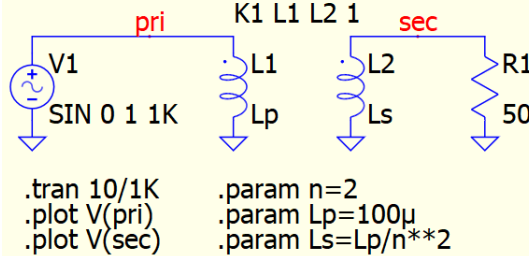 K1 L1 L2 1
pri
sec
V1
L1
L2
R1
SIN 0 1 1K
Lp
Ls
50
.tran 10/1K
.plot V(pri)
.plot V(sec)
.param n=2
.param Lp=100µ
.param Ls=Lp/n**2